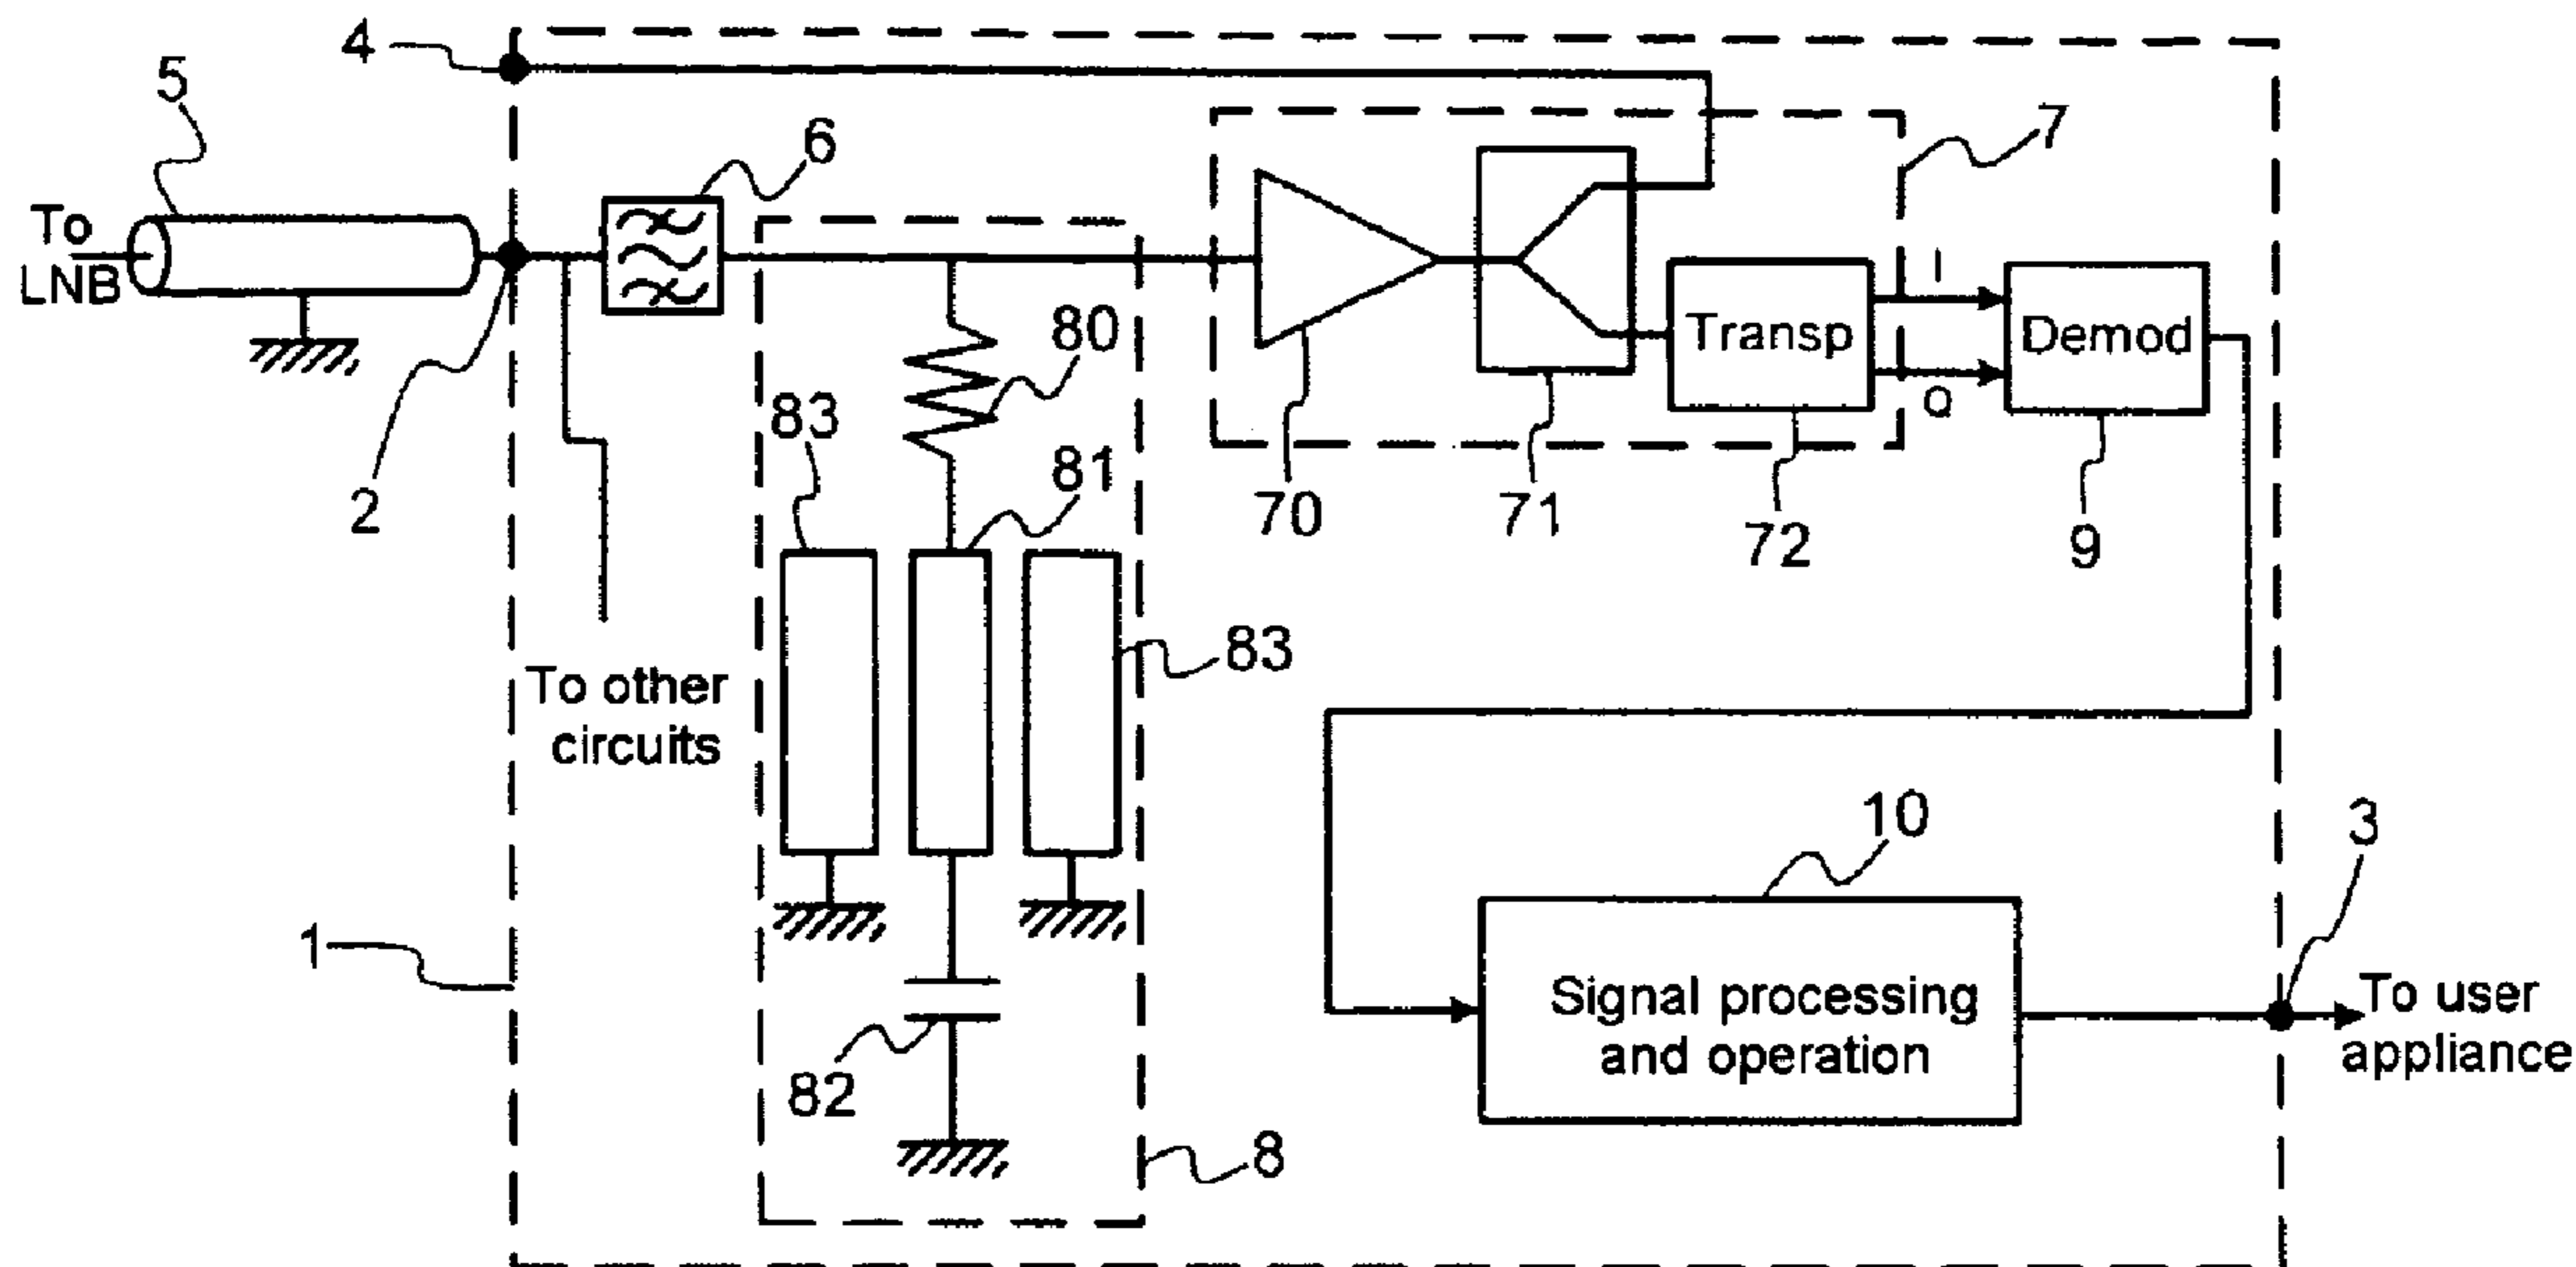 4
5
6
7
To
LNB
I
80
Transp
Demod
83
Q
81
2
70
71
72
9
83
To other
circuits
10
3
1
Signal processing
and operation
To user
appliance
82
8